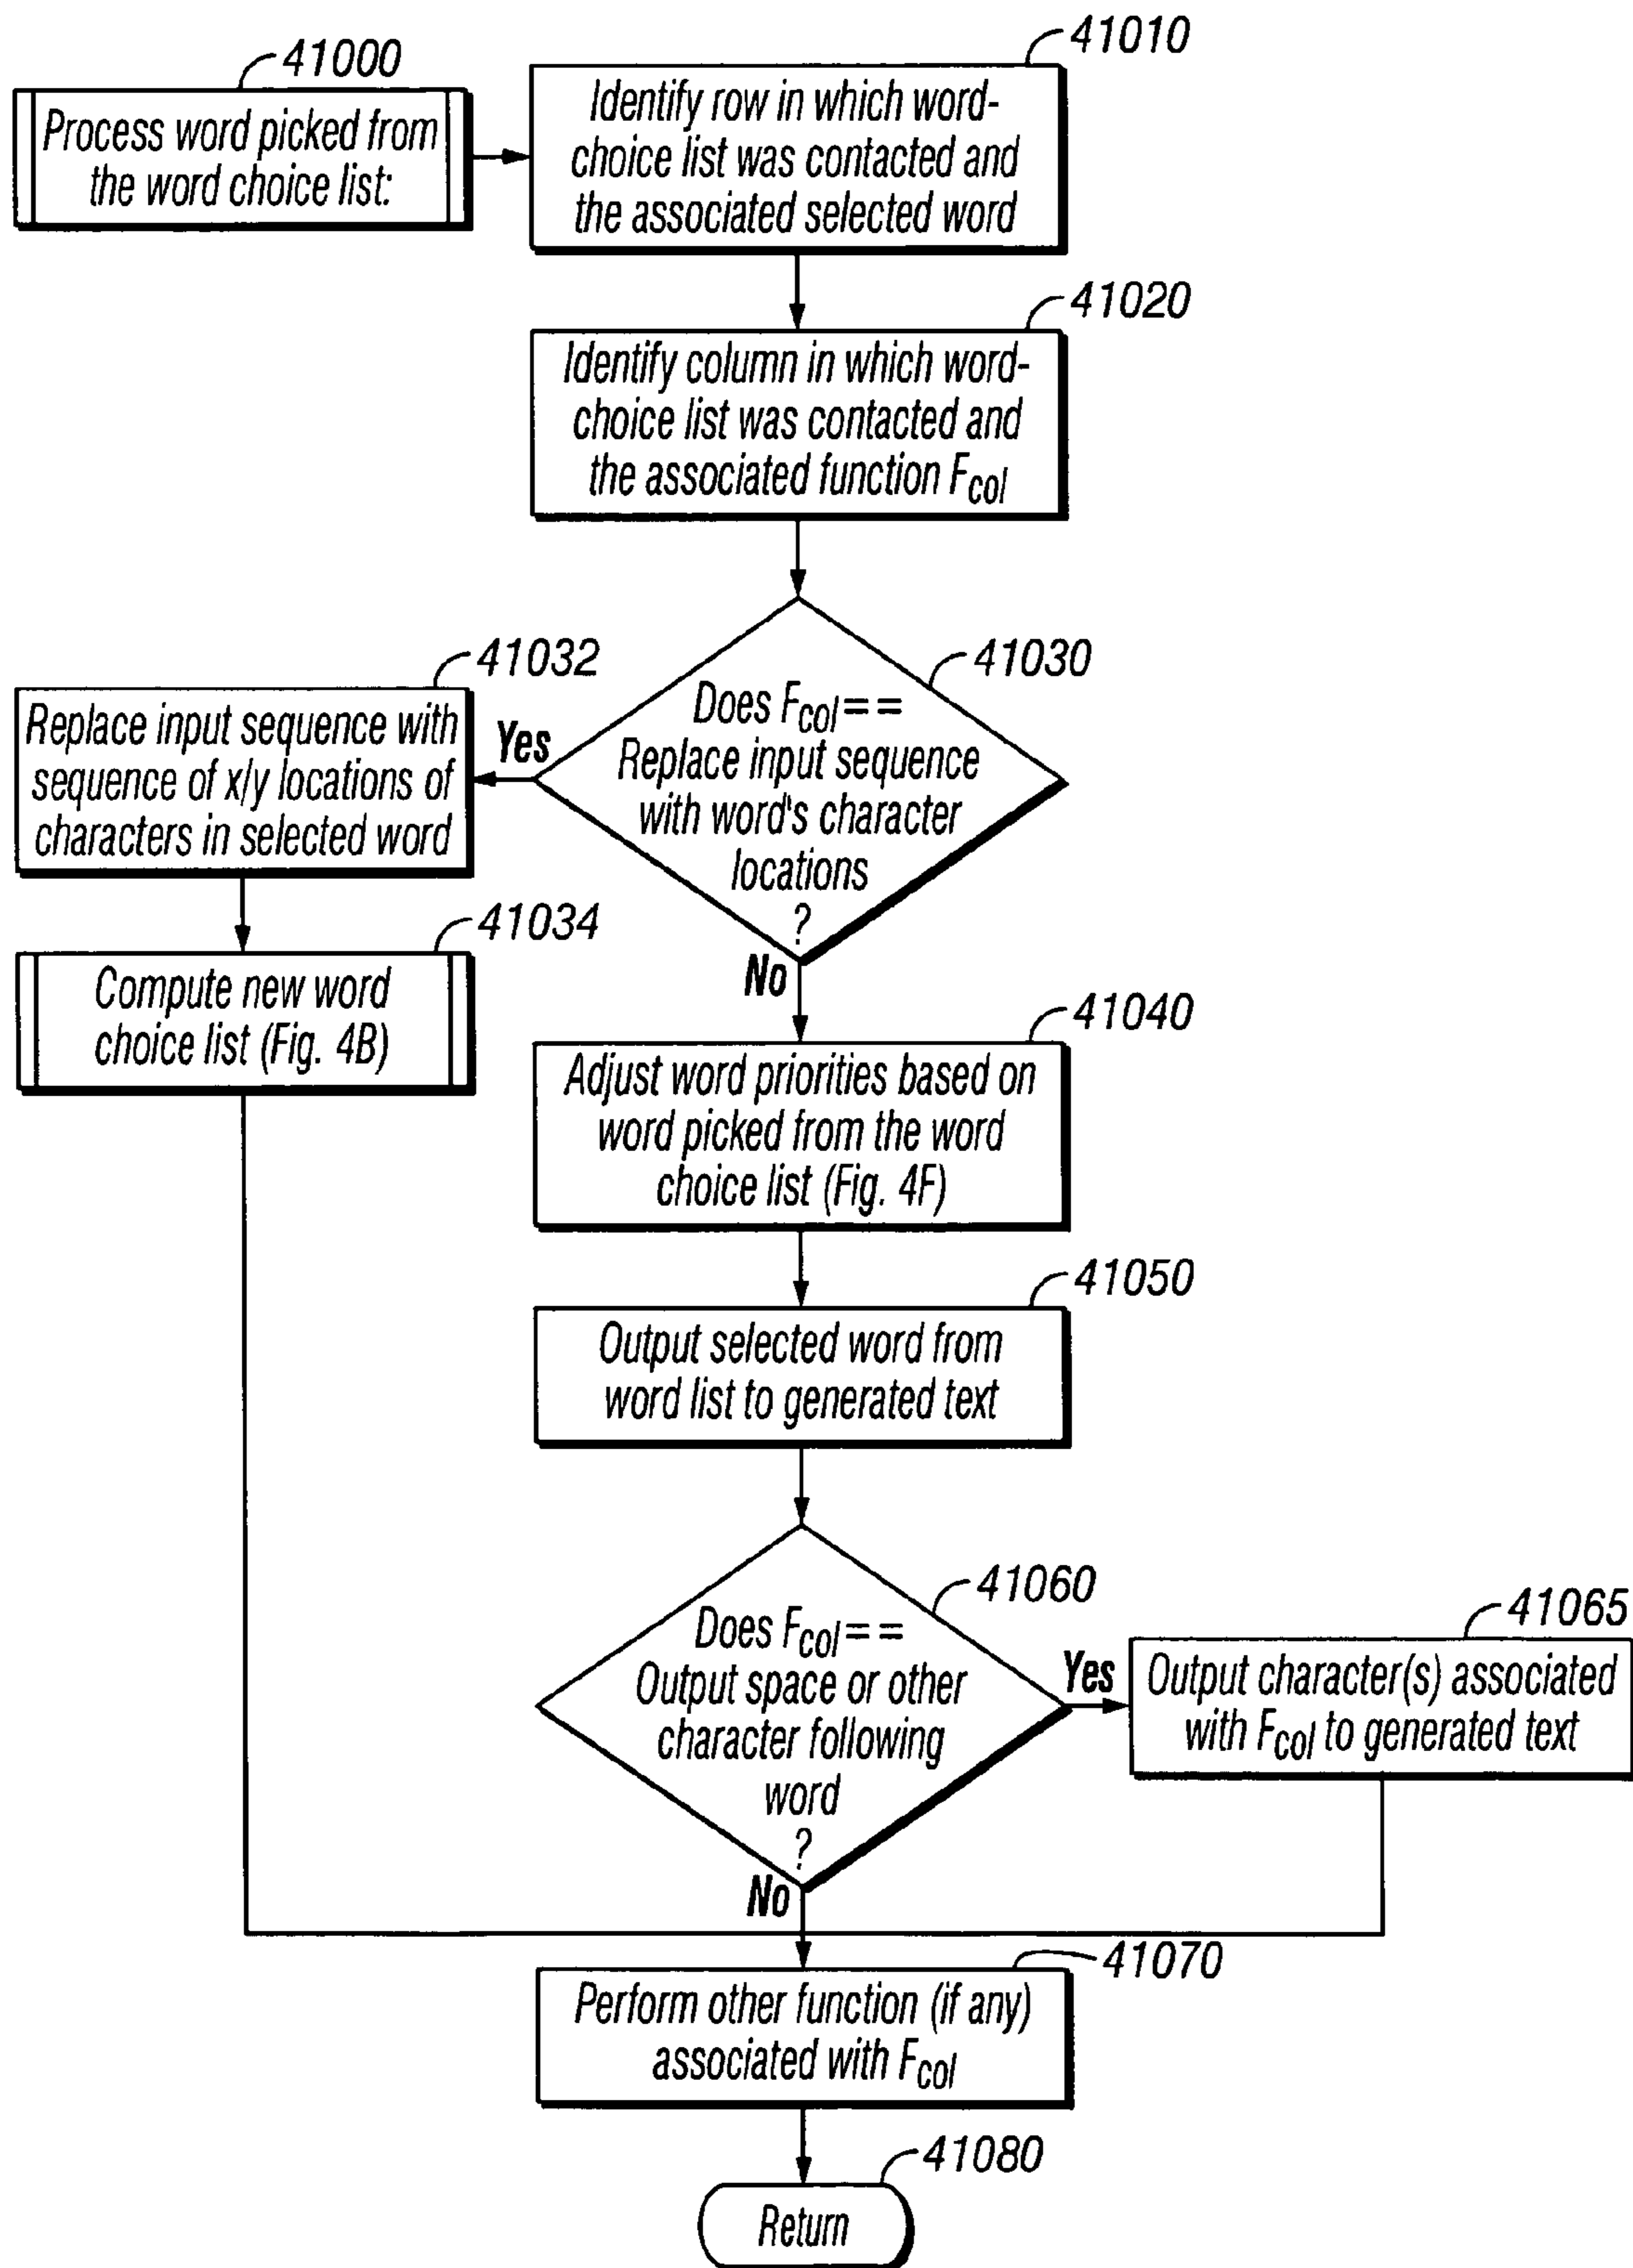 41000
Process word picked from
the word choice list:
41010
Identify row in which word-
choice list was contacted and
the associated selected word
41020
Identify column in which word-
choice list was contacted and
the associated function Fcol
41030
Does Fcol==
Replace input sequence
with word's character
locations
?
Yes
No
41032
Replace input sequence with
sequence of x/y locations of
characters in selected word
41034
Compute new word
choice list (Fig. 4B)
41040
Adjust word priorities based on
word picked from the word
choice list (Fig. 4F)
41050
Output selected word from
word list to generated text
41060
Does Fcol==
Output space or other
character following
word
?
Yes
No
41065
Output character(s) associated
with Fcol to generated text
41070
Perform other function (if any)
associated with Fcol
41080
Return